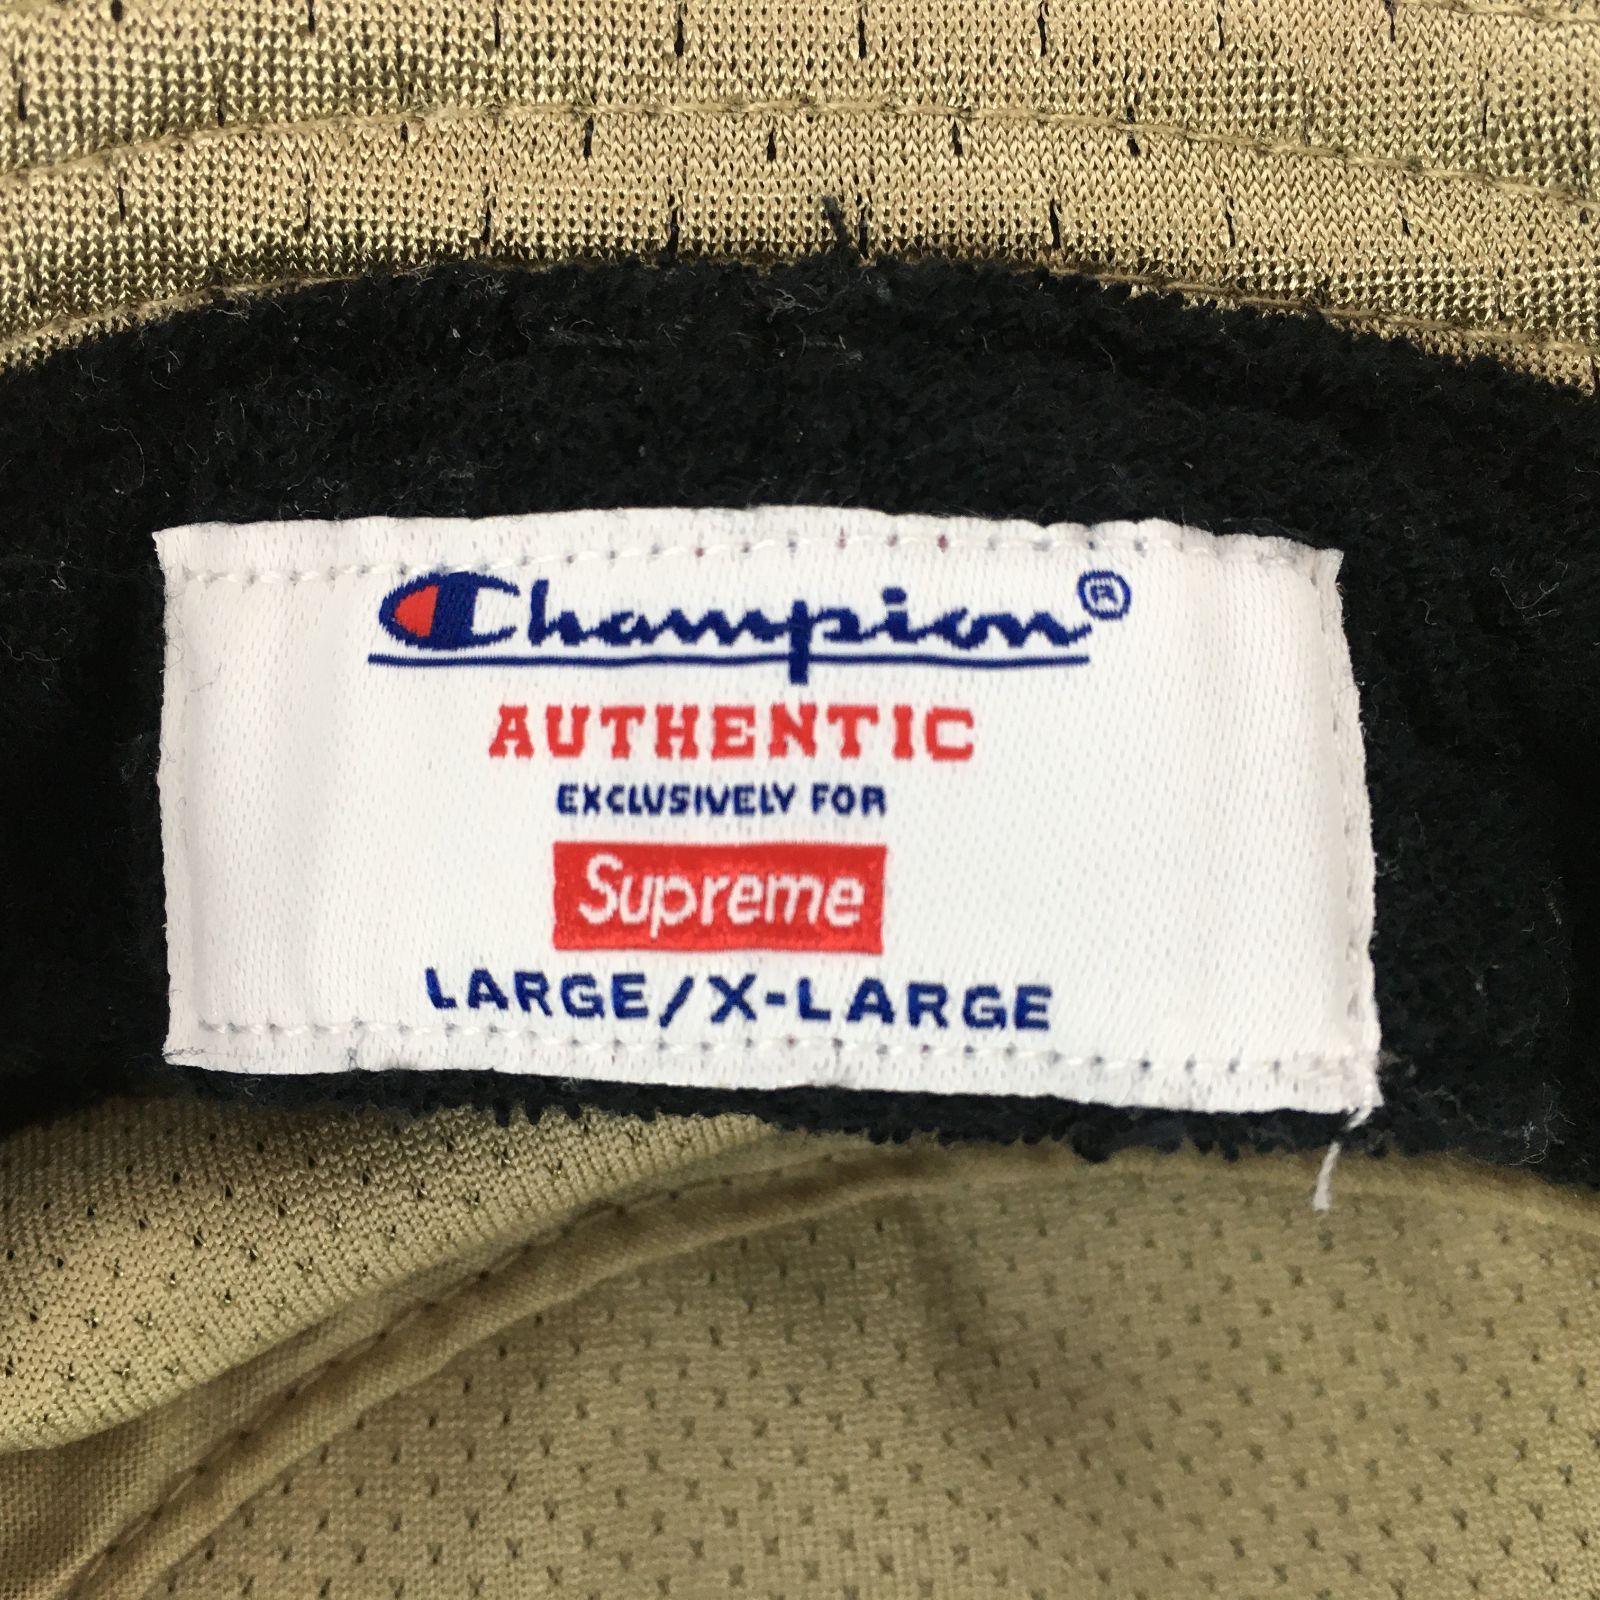 Champion®
AUTHENTIC
EXCLUSIVELY FOR
Supreme
LARGE/X-LARGE